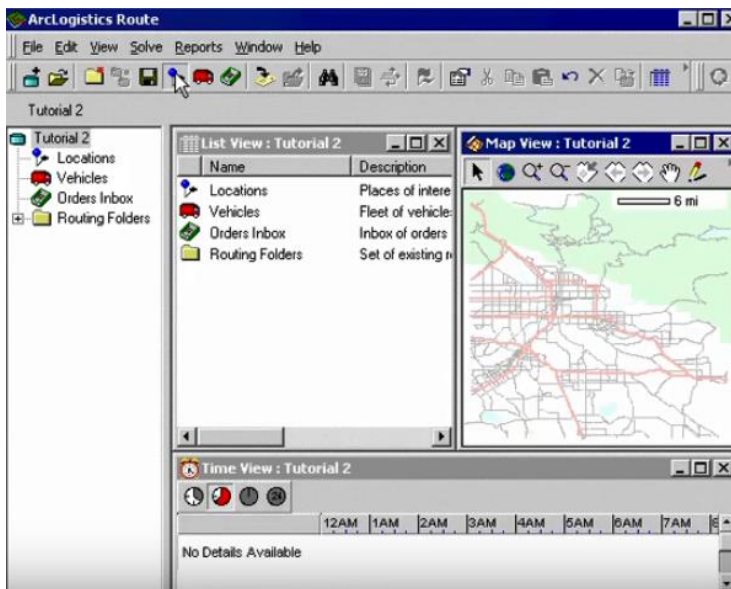 ArcLogistics Route
File Edit View Solve Reports Window Help
Tutorial 2
Tutorial 2
Locations
Vehicles
Orders Inbox
Routing Folders
List View : Tutorial 2
Name Description
Locations Places of intere
Vehicles Fleet of vehicle
Orders Inbox Inbox of orders
Routing Folders Set of existing
Map View : Tutorial 2
6 mi
Time View : Tutorial 2
24
12AM 1AM 2AM 3AM 4AM 5AM 6AM 7AM
No Details Available